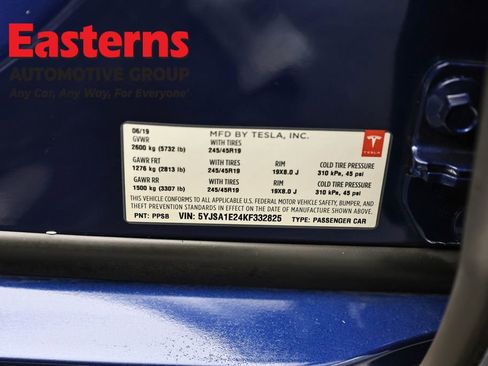 Easterns
AUTOMOTIVE GROUP
Any Car, Any Way, For Everyone
06/19 MFD BY TESLA, INC.
GVWR WITH TIRES
2600 kg (5732 lb) 245/45R19
GAWR FRT WITH TIRES RIM COLD TIRE PRESSURE
1276 kg (2813 lb) 245/45R19 19X8.0 J 310 kPa, 45 psi
GAWR RR WITH TIRES RIM COLD TIRE PRESSURE
1500 kg (3307 lb) 245/45R19 19X8.0 J 310 kPa, 45 psi
THIS VEHICLE CONFORMS TO ALL APPLICABLE U.S. FEDERAL MOTOR VEHICLE SAFETY, BUMPER, AND
THEFT PREVENTION STANDARDS IN EFFECT ON THE DATE OF MANUFACTURE SHOWN ABOVE.
PNT: PPSB VIN: 5YJSA1E24KF332825 TYPE: PASSENGER CAR
TESLA